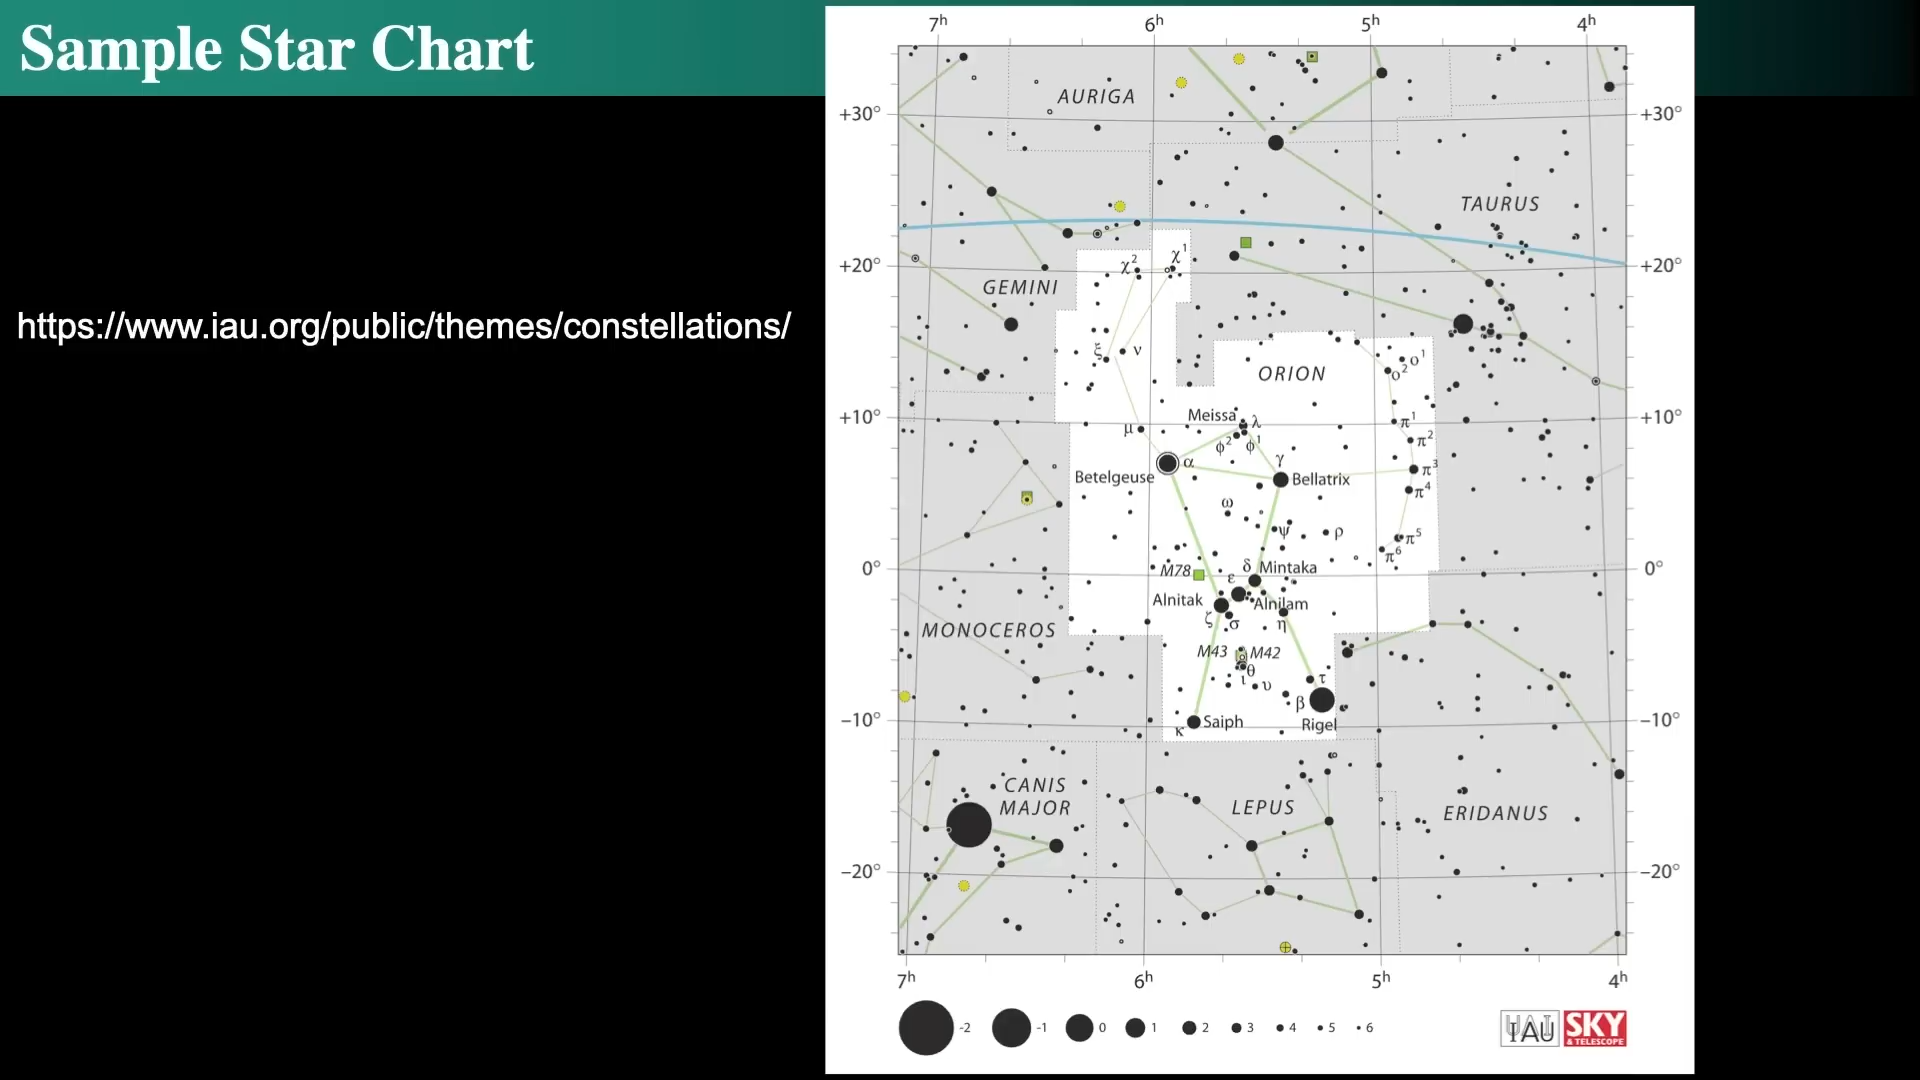 Sample Star Chart
https://www.iau.org/public/themes/constellations/
7h 6h 5h 4h
+30° +30°
AURIGA
TAURUS
+20° +20°
χ2 χ1
GEMINI
ξ ν
ORION
ο1
ο2
+10° +10°
Meissa λ
π1
μ
φ2 φ1
π2
α γ
π3
Betelgeuse Bellatrix
π4
ω
ψ ρ
π5
π6
0° 0°
M78 ε δ Mintaka
Alnitak Alnilam
ζ σ η
MONOCEROS
M43 M42
θ
ι υ τ
β
−10° −10°
κ Saiph Rigel
CANIS
MAJOR
LEPUS
ERIDANUS
−20° −20°
7h 6h 5h 4h
-2 -1 0 1 2 3 4 5 6
UAI
IAU
SKY
& TELESCOPE